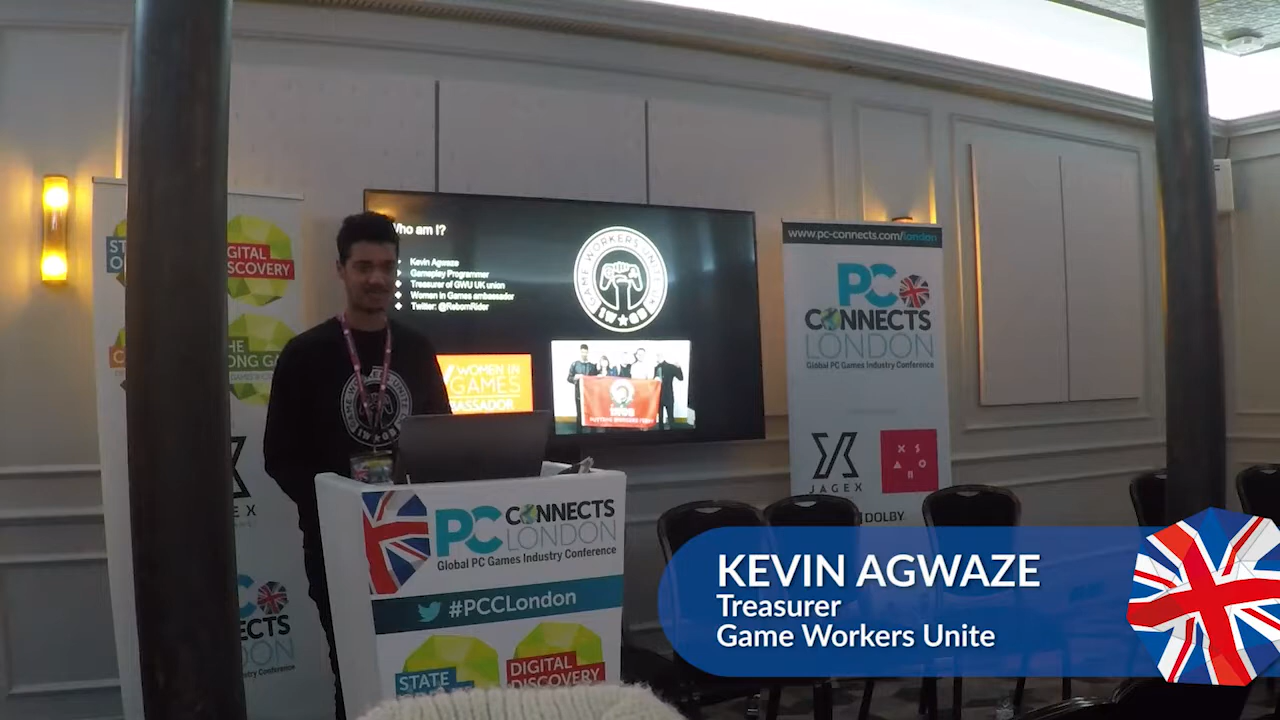 Who am I?
Kevin Agwaze
Gameplay Programmer
Treasurer of GWU UK union
Women in Games ambassador
Twitter: @RebornRider
GAME WORKERS UNITE
WOMEN IN
GAMES
DIGITAL
DISCOVERY
THE
www.pc-connects.com/london
PC
CONNECTS
LONDON
Global PC Games Industry Conference
JAGEX
XSOLLA
DOLBY
PC CONNECTS
LONDON
Global PC Games Industry Conference
#PCCLondon
STATE
DIGITAL
DISCOVERY
KEVIN AGWAZE
Treasurer
Game Workers Unite